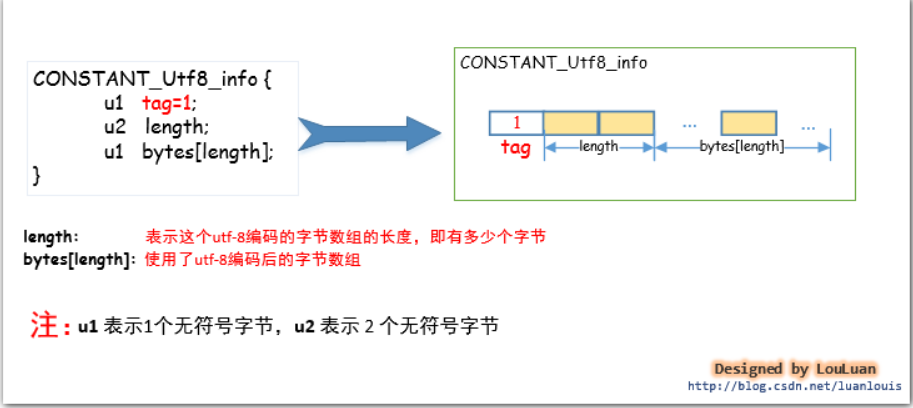 CONSTANT_Utf8_info {
u1 tag=1;
u2 length;
u1 bytes[length];
}
CONSTANT_Utf8_info
1 ... ...
tag length bytes[length]
length: 表示这个utf-8编码的字节数组的长度，即有多少个字节
bytes[length]: 使用了utf-8编码后的字节数组
注：u1 表示1个无符号字节，u2 表示 2 个无符号字节
Designed by LouLuan
http://blog.csdn.net/luanlouis